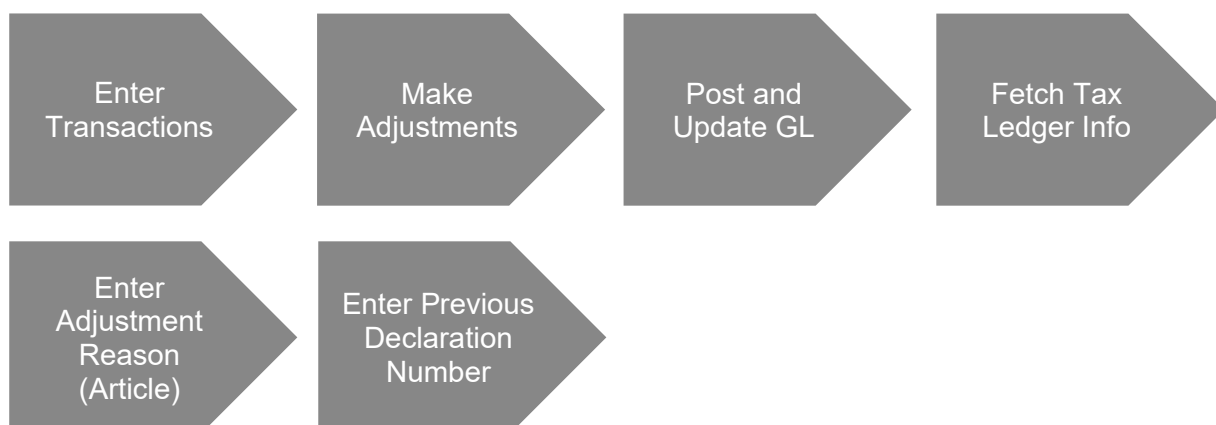 Enter
Transactions
Make
Adjustments
Post and
Update GL
Fetch Tax
Ledger Info
Enter
Adjustment
Reason
(Article)
Enter Previous
Declaration
Number